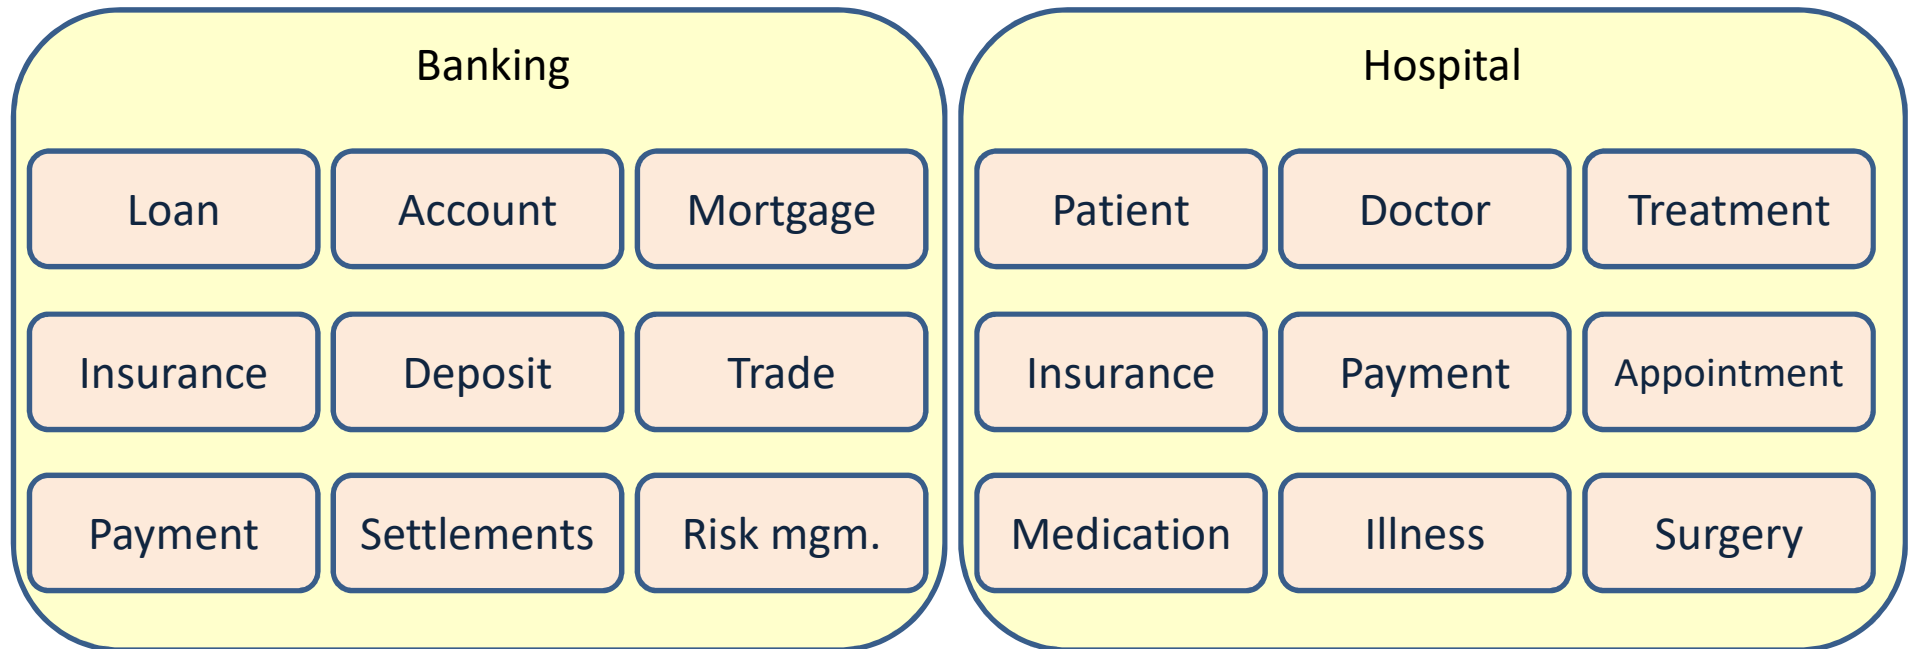 Banking
Loan
Account
Mortgage
Insurance
Deposit
Trade
Payment
Settlements
Risk mgm.
Hospital
Patient
Doctor
Treatment
Insurance
Payment
Appointment
Medication
Illness
Surgery